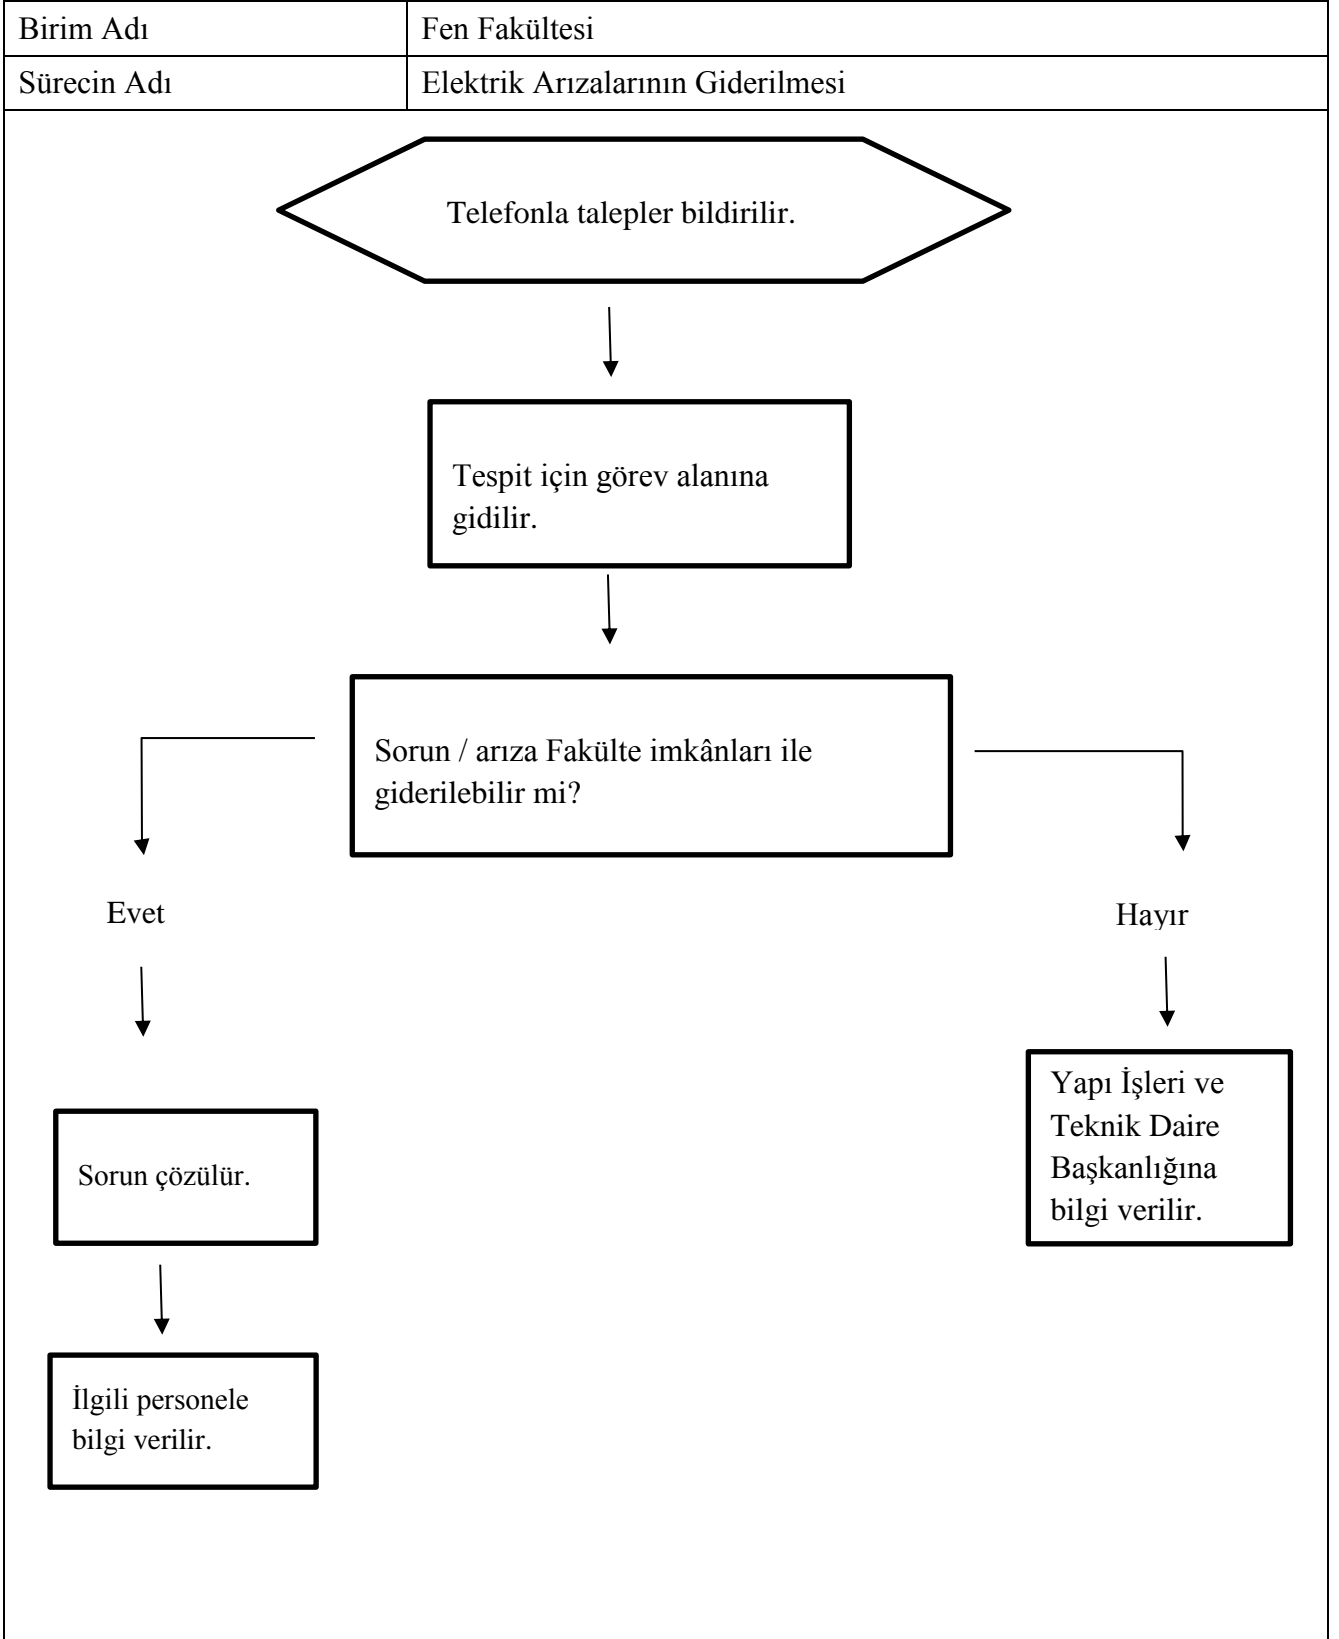 Birim Adı
Fen Fakültesi
Sürecin Adı
Elektrik Arızalarının Giderilmesi
Telefonla talepler bildirilir.
Tespit için görev alanına
gidilir.
Sorun / arıza Fakülte imkânları ile
giderilebilir mi?
Evet
Hayır
Yapı İşleri ve
Teknik Daire
Başkanlığına
bilgi verilir.
Sorun çözülür.
İlgili personele
bilgi verilir.